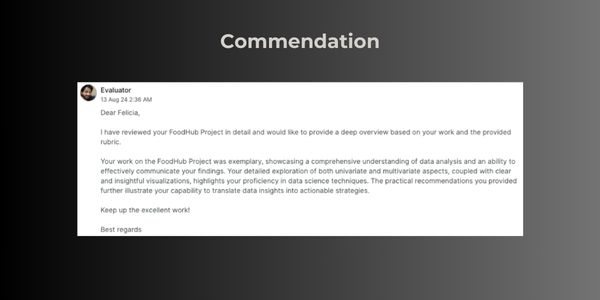 Commendation
Evaluator
13 Aug 24 2:36 AM
Dear Felicia,
I have reviewed your FoodHub Project in detail and would like to provide a deep overview based on your work and the provided
rubric.
Your work on the FoodHub Project was exemplary, showcasing a comprehensive understanding of data analysis and an ability to
effectively communicate your findings. Your detailed exploration of both univariate and multivariate aspects, coupled with clear
and insightful visualizations, highlights your proficiency in data science techniques. The practical recommendations you provided
further illustrate your capability to translate data insights into actionable strategies.
Keep up the excellent work!
Best regards